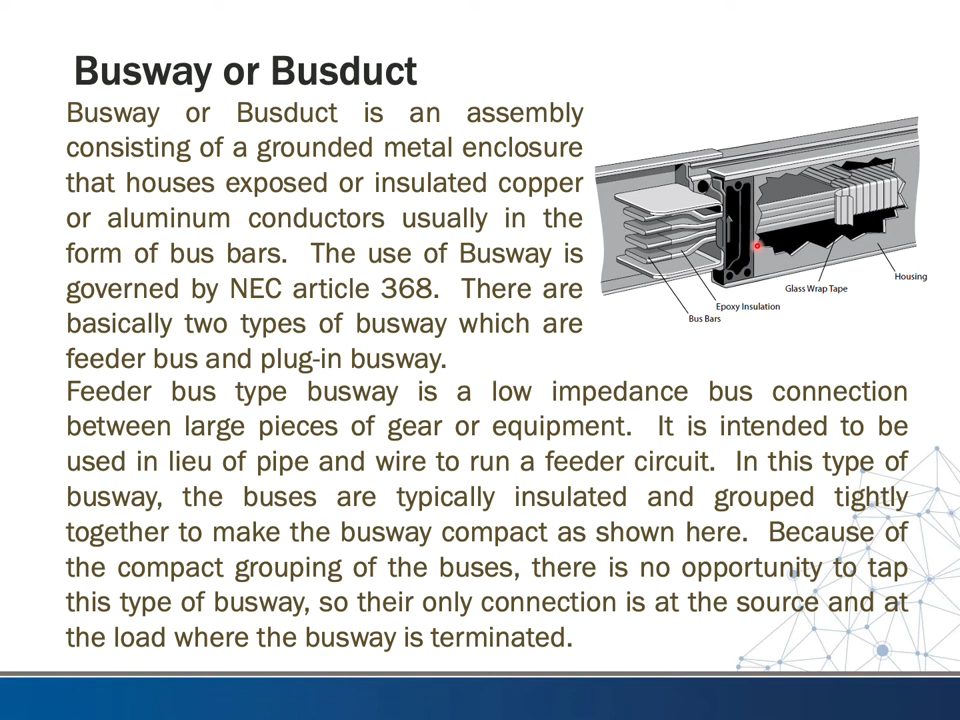 Busway or Busduct
Busway or Busduct is an assembly
consisting of a grounded metal enclosure
that houses exposed or insulated copper
or aluminum conductors usually in the
form of bus bars. The use of Busway is
governed by NEC article 368. There are
basically two types of busway which are
feeder bus and plug-in busway.
Housing
Glass Wrap Tape
Epoxy Insulation
Bus Bars
Feeder bus type busway is a low impedance bus connection
between large pieces of gear or equipment. It is intended to be
used in lieu of pipe and wire to run a feeder circuit. In this type of
busway, the buses are typically insulated and grouped tightly
together to make the busway compact as shown here. Because of
the compact grouping of the buses, there is no opportunity to tap
this type of busway, so their only connection is at the source and at
the load where the busway is terminated.